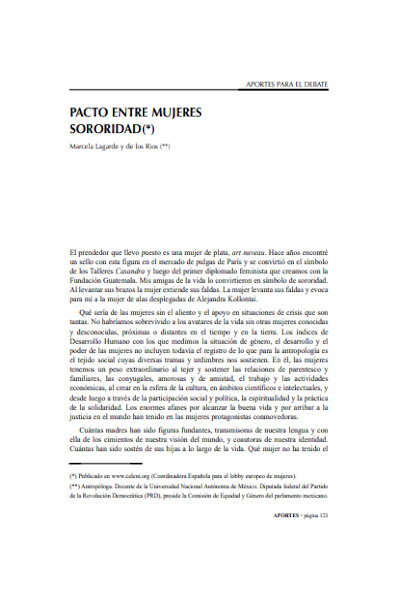 APORTES PARA EL DEBATE
PACTO ENTRE MUJERES
SORORIDAD(*)
Marcela Lagarde y de los Ríos (**)
El prendedor que llevo puesto es una mujer de plata, art nuveau. Hace años encontré
un sello con esta figura en el mercado de pulgas de París y se convirtió en el símbolo
de los Talleres Casandra y luego del primer diplomado feminista que creamos con la
Fundación Guatemala. Mis amigas de la vida lo convirtieron en símbolo de sororidad.
Al levantar sus brazos la mujer extiende sus faldas. La mujer levanta sus faldas y evoca
para mí a la mujer de alas desplegadas de Alejandra Kollontai.
Qué sería de las mujeres sin el aliento y el apoyo en situaciones de crisis que son
tantas. No habríamos sobrevivido a los avatares de la vida sin otras mujeres conocidas
y desconocidas, próximas o distantes en el tiempo y en la tierra. Los índices de
Desarrollo Humano con los que medimos la situación de género, el desarrollo y el
poder de las mujeres no incluyen todavía el registro de lo que para la antropología es
el tejido social cuyas diversas tramas y urdimbres nos sostienen. En él, las mujeres
tenemos un peso extraordinario al tejer y sostener las relaciones de parentesco y
familiares, las conyugales, amorosas y de amistad, el trabajo y las actividades
económicas, al crear en la esfera de la cultura, en ámbitos científicos e intelectuales, y
desde luego a través de la participación social y política, la espiritualidad y la práctica
de la solidaridad. Los enormes afanes por alcanzar la buena vida y por arribar a la
justicia en el mundo han tenido en las mujeres protagonistas conmovedoras.
Cuántas madres han sido figuras fundantes, transmisoras de nuestra lengua y con
ella de los cimientos de nuestra visión del mundo, y coautoras de nuestra identidad.
Cuántas han sido sostén de sus hijas a lo largo de la vida. Qué mujer no ha tenido el
(*) Publicado en www.celem.org (Coordinadora Española para el lobby europeo de mujeres).
(**) Antropóloga. Docente de la Universidad Nacional Autónoma de México. Diputada federal del Partido
de la Revolución Democrática (PRD), preside la Comisión de Equidad y Género del parlamento mexicano.
APORTES • página 123